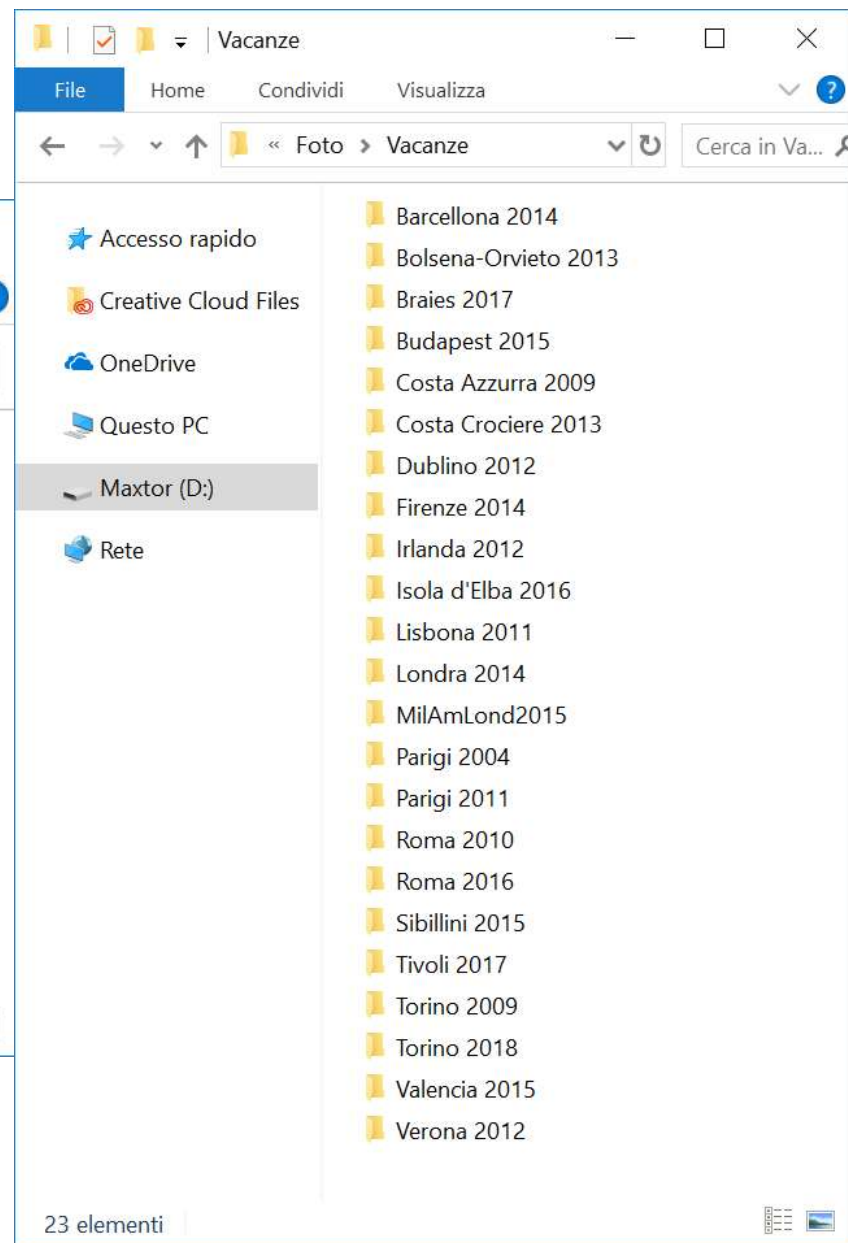 Vacanze
File Home Condividi Visualizza ?
« Foto > Vacanze Cerca in Va...
Accesso rapido
Creative Cloud Files
OneDrive
Questo PC
Maxtor (D:)
Rete
Barcellona 2014
Bolsena-Orvieto 2013
Braies 2017
Budapest 2015
Costa Azzurra 2009
Costa Crociere 2013
Dublino 2012
Firenze 2014
Irlanda 2012
Isola d'Elba 2016
Lisbona 2011
Londra 2014
MilAmLond2015
Parigi 2004
Parigi 2011
Roma 2010
Roma 2016
Sibillini 2015
Tivoli 2017
Torino 2009
Torino 2018
Valencia 2015
Verona 2012
23 elementi